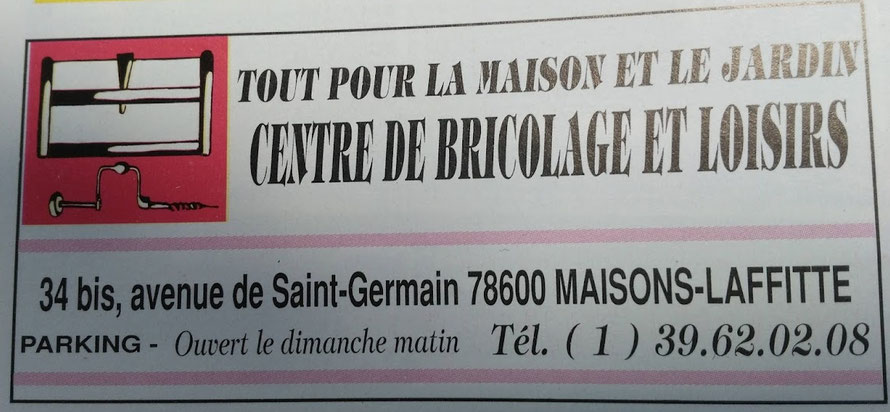 TOUT POUR LA MAISON ET LE JARDIN
CENTRE DE BRICOLAGE ET LOISIRS
34 bis, avenue de Saint-Germain 78600 MAISONS-LAFFITTE
PARKING - Ouvert le dimanche matin Tél. ( 1 ) 39.62.02.08